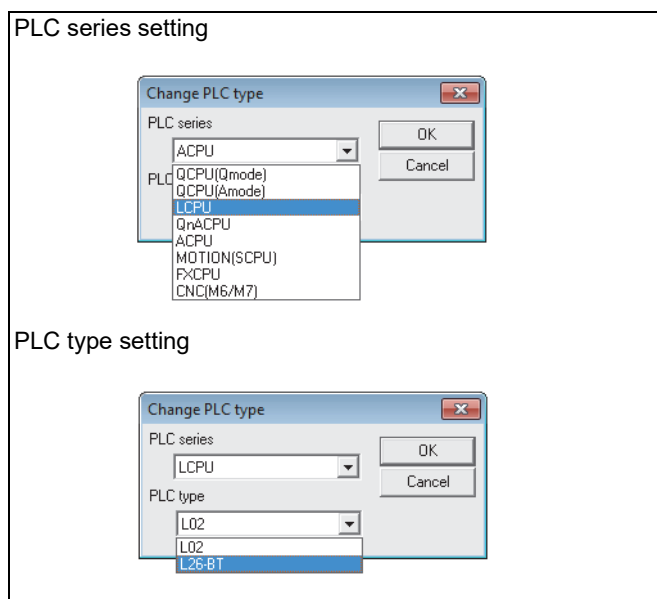 PLC series setting
Change PLC type
PLC series
OK
ACPU
Cancel
PLC
QCPU(Qmode)
QCPU(Amode)
LCPU
QnACPU
ACPU
MOTION(SCPU)
FXCPU
CNC(M6/M7)
PLC type setting
Change PLC type
PLC series
OK
LCPU
Cancel
PLC type
L02
L02
L26-BT